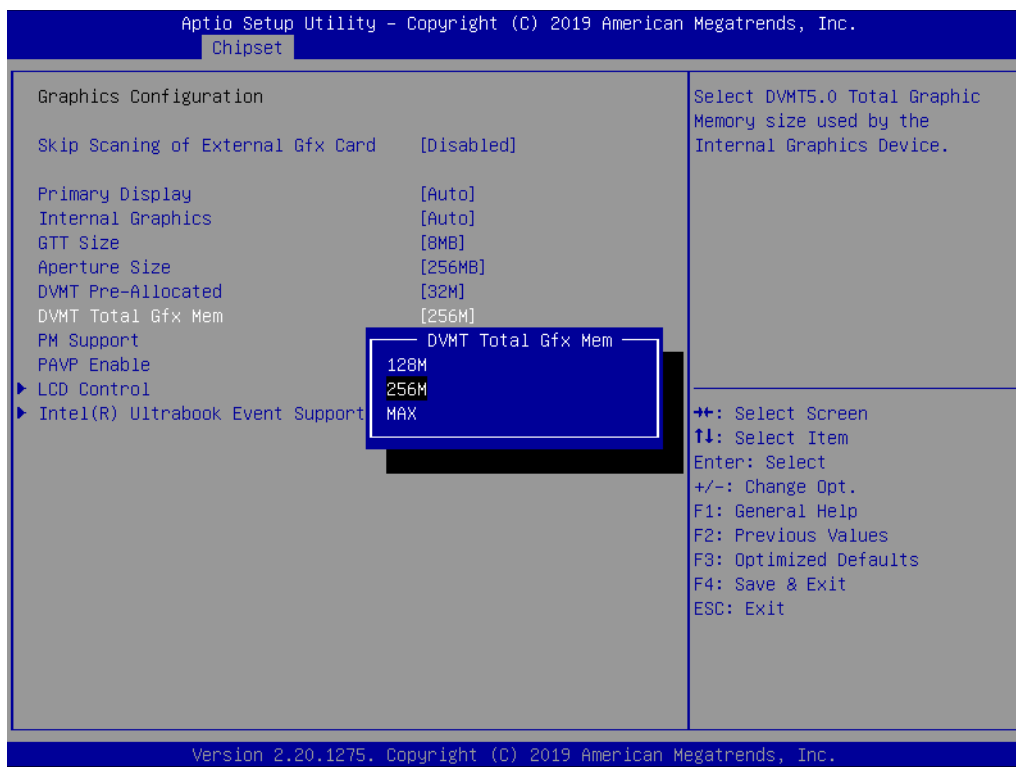 Aptio Setup Utility – Copyright (C) 2019 American Megatrends, Inc.
Chipset
Graphics Configuration
Skip Scaning of External Gfx Card [Disabled]
Primary Display [Auto]
Internal Graphics [Auto]
GTT Size [8MB]
Aperture Size [256MB]
DVMT Pre-Allocated [32M]
DVMT Total Gfx Mem [256M]
PM Support
PAVP Enable
LCD Control
Intel(R) Ultrabook Event Support
DVMT Total Gfx Mem
128M
256M
MAX
Select DVMT5.0 Total Graphic
Memory size used by the
Internal Graphics Device.
→←: Select Screen
↑↓: Select Item
Enter: Select
+/-: Change Opt.
F1: General Help
F2: Previous Values
F3: Optimized Defaults
F4: Save & Exit
ESC: Exit
Version 2.20.1275. Copyright (C) 2019 American Megatrends, Inc.